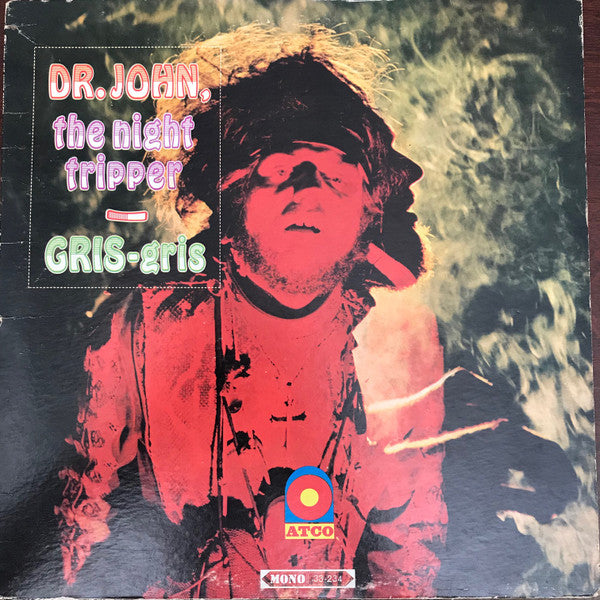 DR. JOHN,
the night
tripper
GRIS-gris
ATCO
MONO 33-234